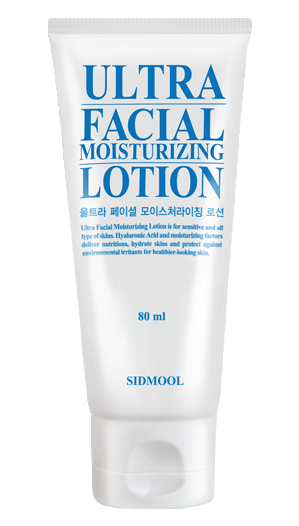 ULTRA
FACIAL
MOISTURIZING
LOTION
울트라 페이셜 모이스처라이징 로션
Ultra Facial Moisturizing Lotion is for sensitive and all
type of skins. Hyaluronic Acid and moisturizing factors
deliver nutritions, hydrate skins and protect against
environmental irritants for healthier-looking skin.
80 ml
SIDMOOL